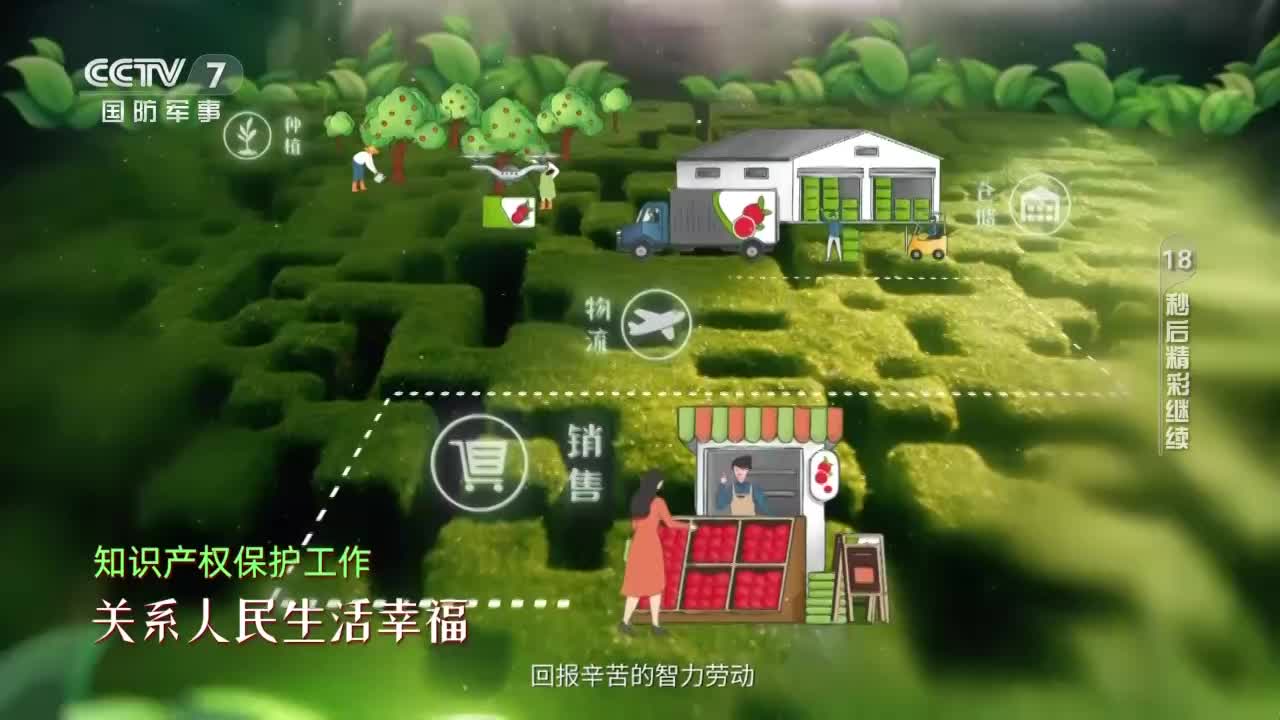 CCTV 7
国防军事
种植
仓储
物流
18
秒后精彩继续
销售
知识产权保护工作
关系人民生活幸福
回报辛苦的智力劳动